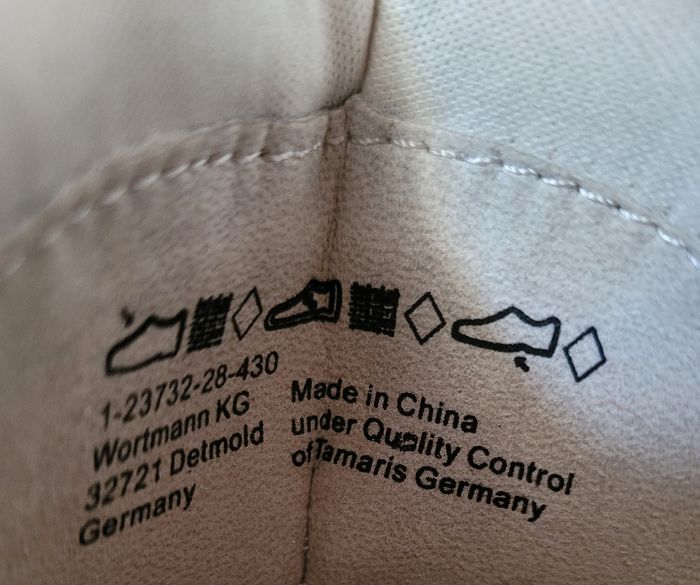 1-23732-28-430
Wortmann KG
32721 Detmold
Germany
Made in China
under Quality Control
of Tamaris Germany